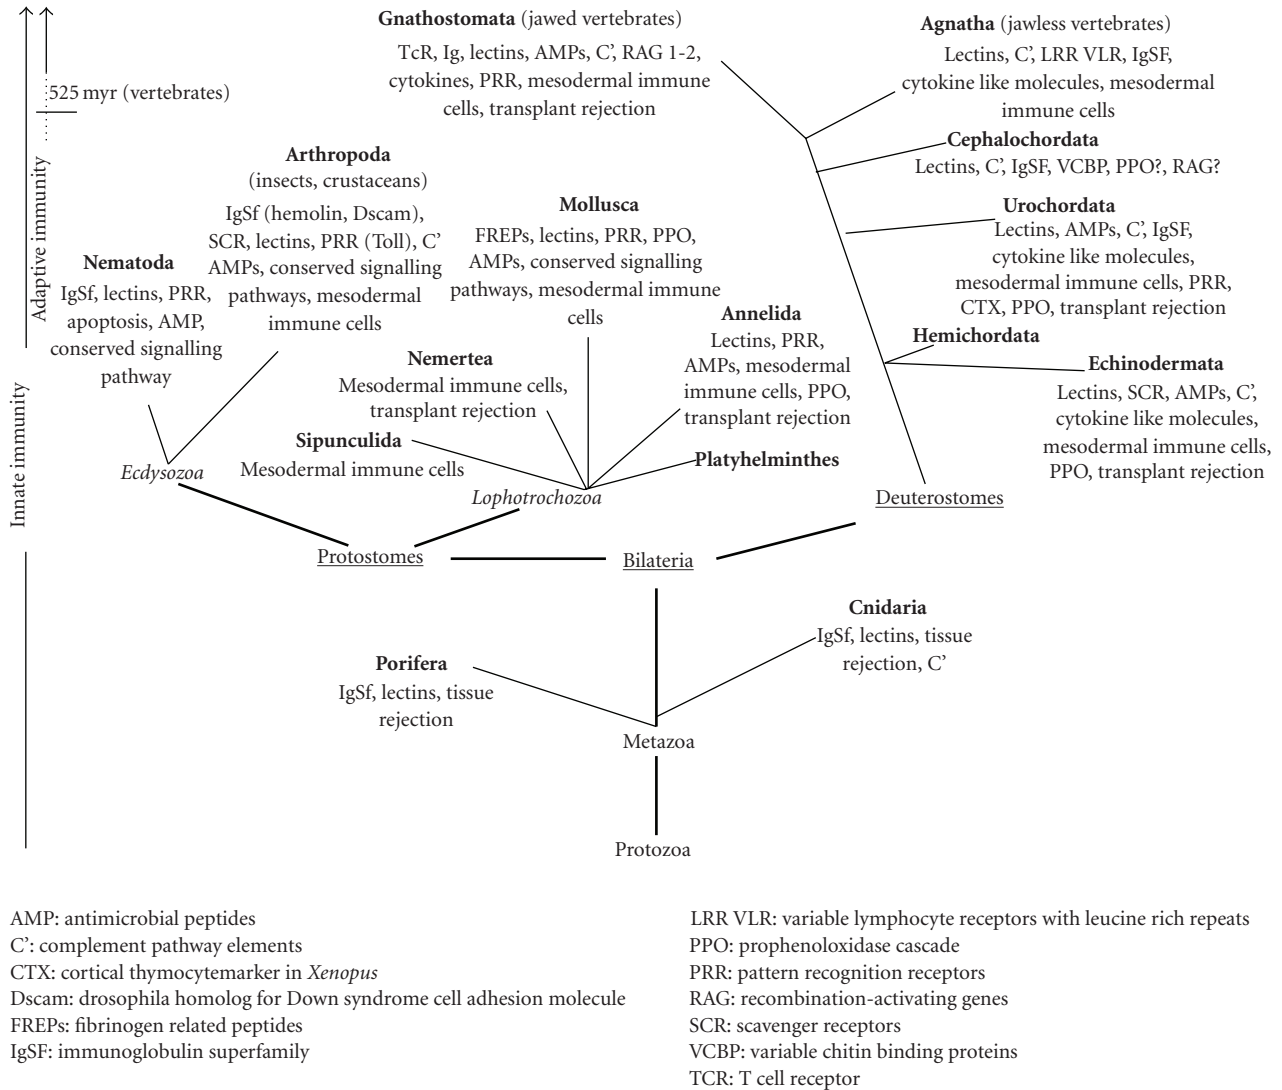 Gnathostomata (jawed vertebrates)
TcR, Ig, lectins, AMPs, C’, RAG 1-2,
cytokines, PRR, mesodermal immune
cells, transplant rejection
Agnatha (jawless vertebrates)
Lectins, C’, LRR VLR, IgSF,
cytokine like molecules, mesodermal
immune cells
525 myr (vertebrates)
Adaptive immunity
Innate immunity
Cephalochordata
Lectins, C’, IgSF, VCBP, PPO?, RAG?
Arthropoda
(insects, crustaceans)
IgSf (hemolin, Dscam),
SCR, lectins, PRR (Toll), C’
AMPs, conserved signalling
pathways, mesodermal
immune cells
Mollusca
FREPs, lectins, PRR, PPO,
AMPs, conserved signalling
pathways, mesodermal immune
cells
Urochordata
Lectins, AMPs, C’, IgSF,
cytokine like molecules,
mesodermal immune cells, PRR,
CTX, PPO, transplant rejection
Nematoda
IgSf, lectins, PRR,
apoptosis, AMP,
conserved signalling
pathway
Annelida
Lectins, PRR,
AMPs, mesodermal
immune cells, PPO,
transplant rejection
Hemichordata
Nemertea
Mesodermal immune cells,
transplant rejection
Echinodermata
Lectins, SCR, AMPs, C’,
cytokine like molecules,
mesodermal immune cells,
PPO, transplant rejection
Sipunculida
Mesodermal immune cells
Platyhelminthes
Ecdysozoa
Lophotrochozoa
Deuterostomes
Protostomes
Bilateria
Cnidaria
IgSf, lectins, tissue
rejection, C’
Porifera
IgSf, lectins, tissue
rejection
Metazoa
Protozoa
AMP: antimicrobial peptides
C’: complement pathway elements
CTX: cortical thymocytemarker in Xenopus
Dscam: drosophila homolog for Down syndrome cell adhesion molecule
FREPs: fibrinogen related peptides
IgSF: immunoglobulin superfamily
LRR VLR: variable lymphocyte receptors with leucine rich repeats
PPO: prophenoloxidase cascade
PRR: pattern recognition receptors
RAG: recombination-activating genes
SCR: scavenger receptors
VCBP: variable chitin binding proteins
TCR: T cell receptor